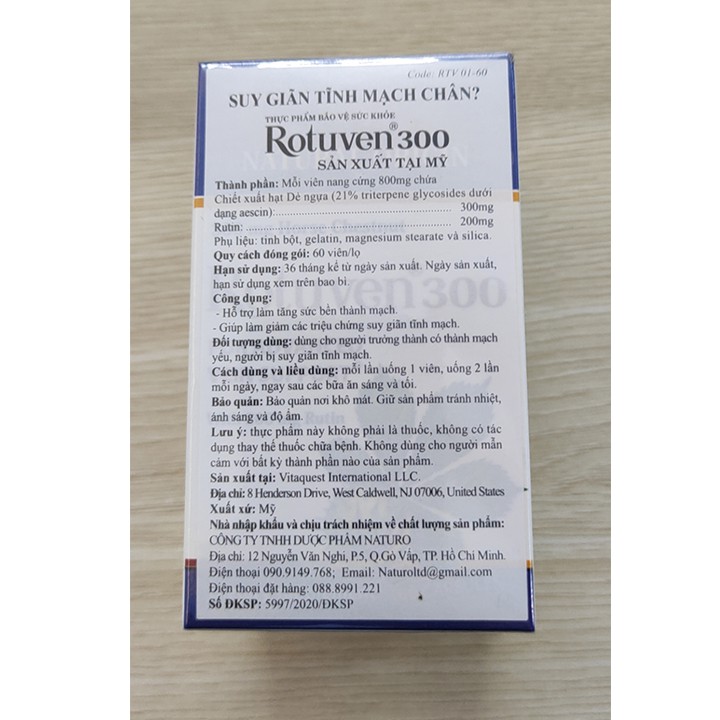 Code: RTV 01-60
SUY GIÃN TĨNH MẠCH CHÂN?
THỰC PHẨM BẢO VỆ SỨC KHỎE
Rotuven®300
SẢN XUẤT TẠI MỸ
Thành phần: Mỗi viên nang cứng 800mg chứa
Chiết xuất hạt Dẻ ngựa (21% triterpene glycosides dưới
dạng aescin):................................................ 300mg
Rutin:................................................ 200mg
Phụ liệu: tinh bột, gelatin, magnesium stearate và silica.
Quy cách đóng gói: 60 viên/lọ
Hạn sử dụng: 36 tháng kể từ ngày sản xuất. Ngày sản xuất,
hạn sử dụng xem trên bao bì.
Công dụng:
- Hỗ trợ làm tăng sức bền thành mạch.
- Giúp làm giảm các triệu chứng suy giãn tĩnh mạch.
Đối tượng dùng: dùng cho người trưởng thành có thành mạch
yếu, người bị suy giãn tĩnh mạch.
Cách dùng và liều dùng: mỗi lần uống 1 viên, uống 2 lần
mỗi ngày, ngay sau các bữa ăn sáng và tối.
Bảo quản: Bảo quản nơi khô mát. Giữ sản phẩm tránh nhiệt,
ánh sáng và độ ẩm.
Lưu ý: thực phẩm này không phải là thuốc, không có tác
dụng thay thế thuốc chữa bệnh. Không dùng cho người mẫn
cảm với bất kỳ thành phần nào của sản phẩm.
Sản xuất tại: Vitaquest International LLC.
Địa chỉ: 8 Henderson Drive, West Caldwell, NJ 07006, United States
Xuất xứ: Mỹ
Nhà nhập khẩu và chịu trách nhiệm về chất lượng sản phẩm:
CÔNG TY TNHH DƯỢC PHẨM NATURO
Địa chỉ: 12 Nguyễn Văn Nghi, P.5, Q.Gò Vấp, TP. Hồ Chí Minh.
Điện thoại 090.9149.768; Email: Naturoltd@gmail.com
Điện thoại đặt hàng: 088.8991.221
Số ĐKSP: 5997/2020/ĐKSP